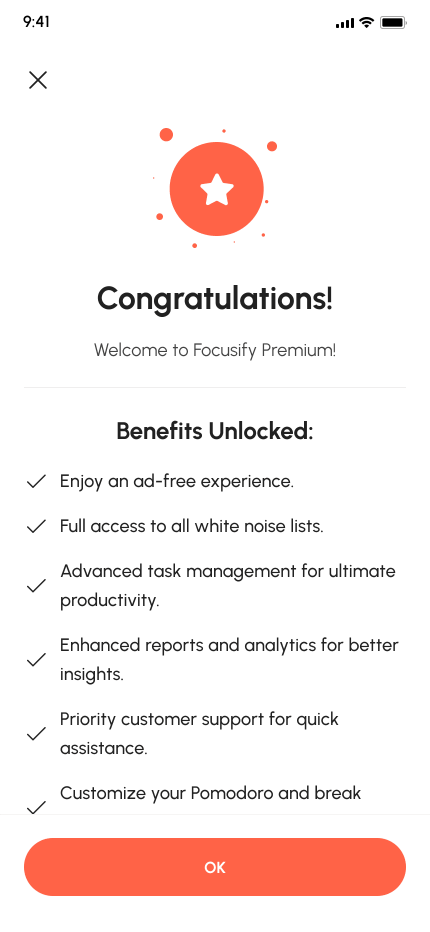 9:41
Congratulations!
Welcome to Focusify Premium!
Benefits Unlocked:
Enjoy an ad-free experience.
Full access to all white noise lists.
Advanced task management for ultimate
productivity.
Enhanced reports and analytics for better
insights.
Priority customer support for quick
assistance.
Customize your Pomodoro and break
OK